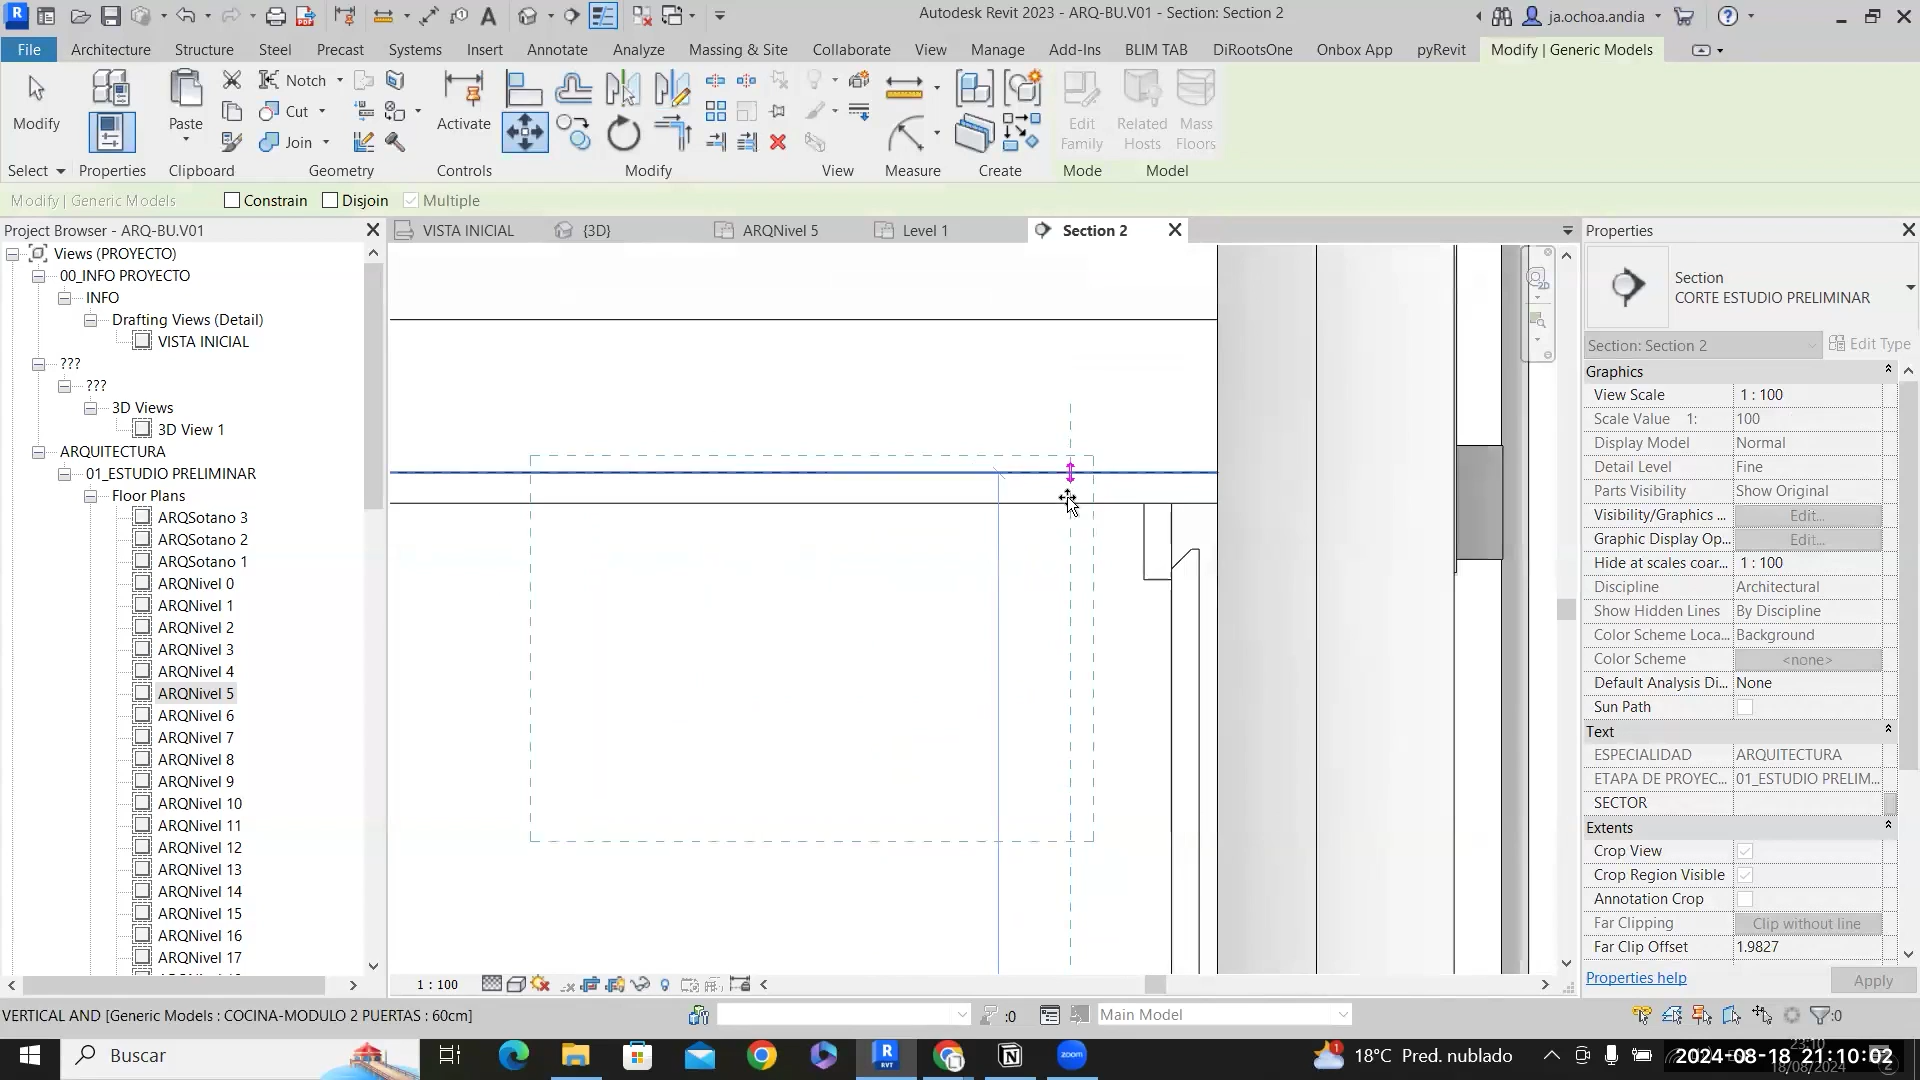 Autodesk Revit 2023 - ARQ-BU.V01 - Section: Section 2
ja.ochoa.andia
File Architecture Structure Steel Precast Systems Insert Annotate Analyze Massing & Site Collaborate View Manage Add-Ins BLIM TAB DiRootsOne Onbox App pyRevit Modify | Generic Models
Notch
Cut
Join
Modify Paste Activate Edit Family Related Hosts Mass Floors
Select Properties Clipboard Geometry Controls Modify View Measure Create Mode Model
Modify | Generic Models Constrain Disjoin Multiple
Project Browser - ARQ-BU.V01
VISTA INICIAL {3D} ARQNivel 5 Level 1 Section 2
Properties
Views (PROYECTO)
00_INFO PROYECTO
INFO
Drafting Views (Detail)
VISTA INICIAL
???
???
3D Views
3D View 1
ARQUITECTURA
01_ESTUDIO PRELIMINAR
Floor Plans
ARQSotano 3
ARQSotano 2
ARQSotano 1
ARQNivel 0
ARQNivel 1
ARQNivel 2
ARQNivel 3
ARQNivel 4
ARQNivel 5
ARQNivel 6
ARQNivel 7
ARQNivel 8
ARQNivel 9
ARQNivel 10
ARQNivel 11
ARQNivel 12
ARQNivel 13
ARQNivel 14
ARQNivel 15
ARQNivel 16
ARQNivel 17
Section
CORTE ESTUDIO PRELIMINAR
Section: Section 2 Edit Type
Graphics
View Scale 1 : 100
Scale Value 1: 100
Display Model Normal
Detail Level Fine
Parts Visibility Show Original
Visibility/Graphics ... Edit...
Graphic Display Op... Edit...
Hide at scales coar... 1 : 100
Discipline Architectural
Show Hidden Lines By Discipline
Color Scheme Loca... Background
Color Scheme <none>
Default Analysis Di... None
Sun Path
Text
ESPECIALIDAD ARQUITECTURA
ETAPA DE PROYEC... 01_ESTUDIO PRELIM...
SECTOR
Extents
Crop View
Crop Region Visible
Annotation Crop
Far Clipping Clip without line
Far Clip Offset 1.9827
Properties help Apply
1 : 100
VERTICAL AND [Generic Models : COCINA-MODULO 2 PUERTAS : 60cm] :0 Main Model :0
Buscar
zoom
18°C Pred. nublado
2024-08-18 21:10:02
23:10
18/08/2024